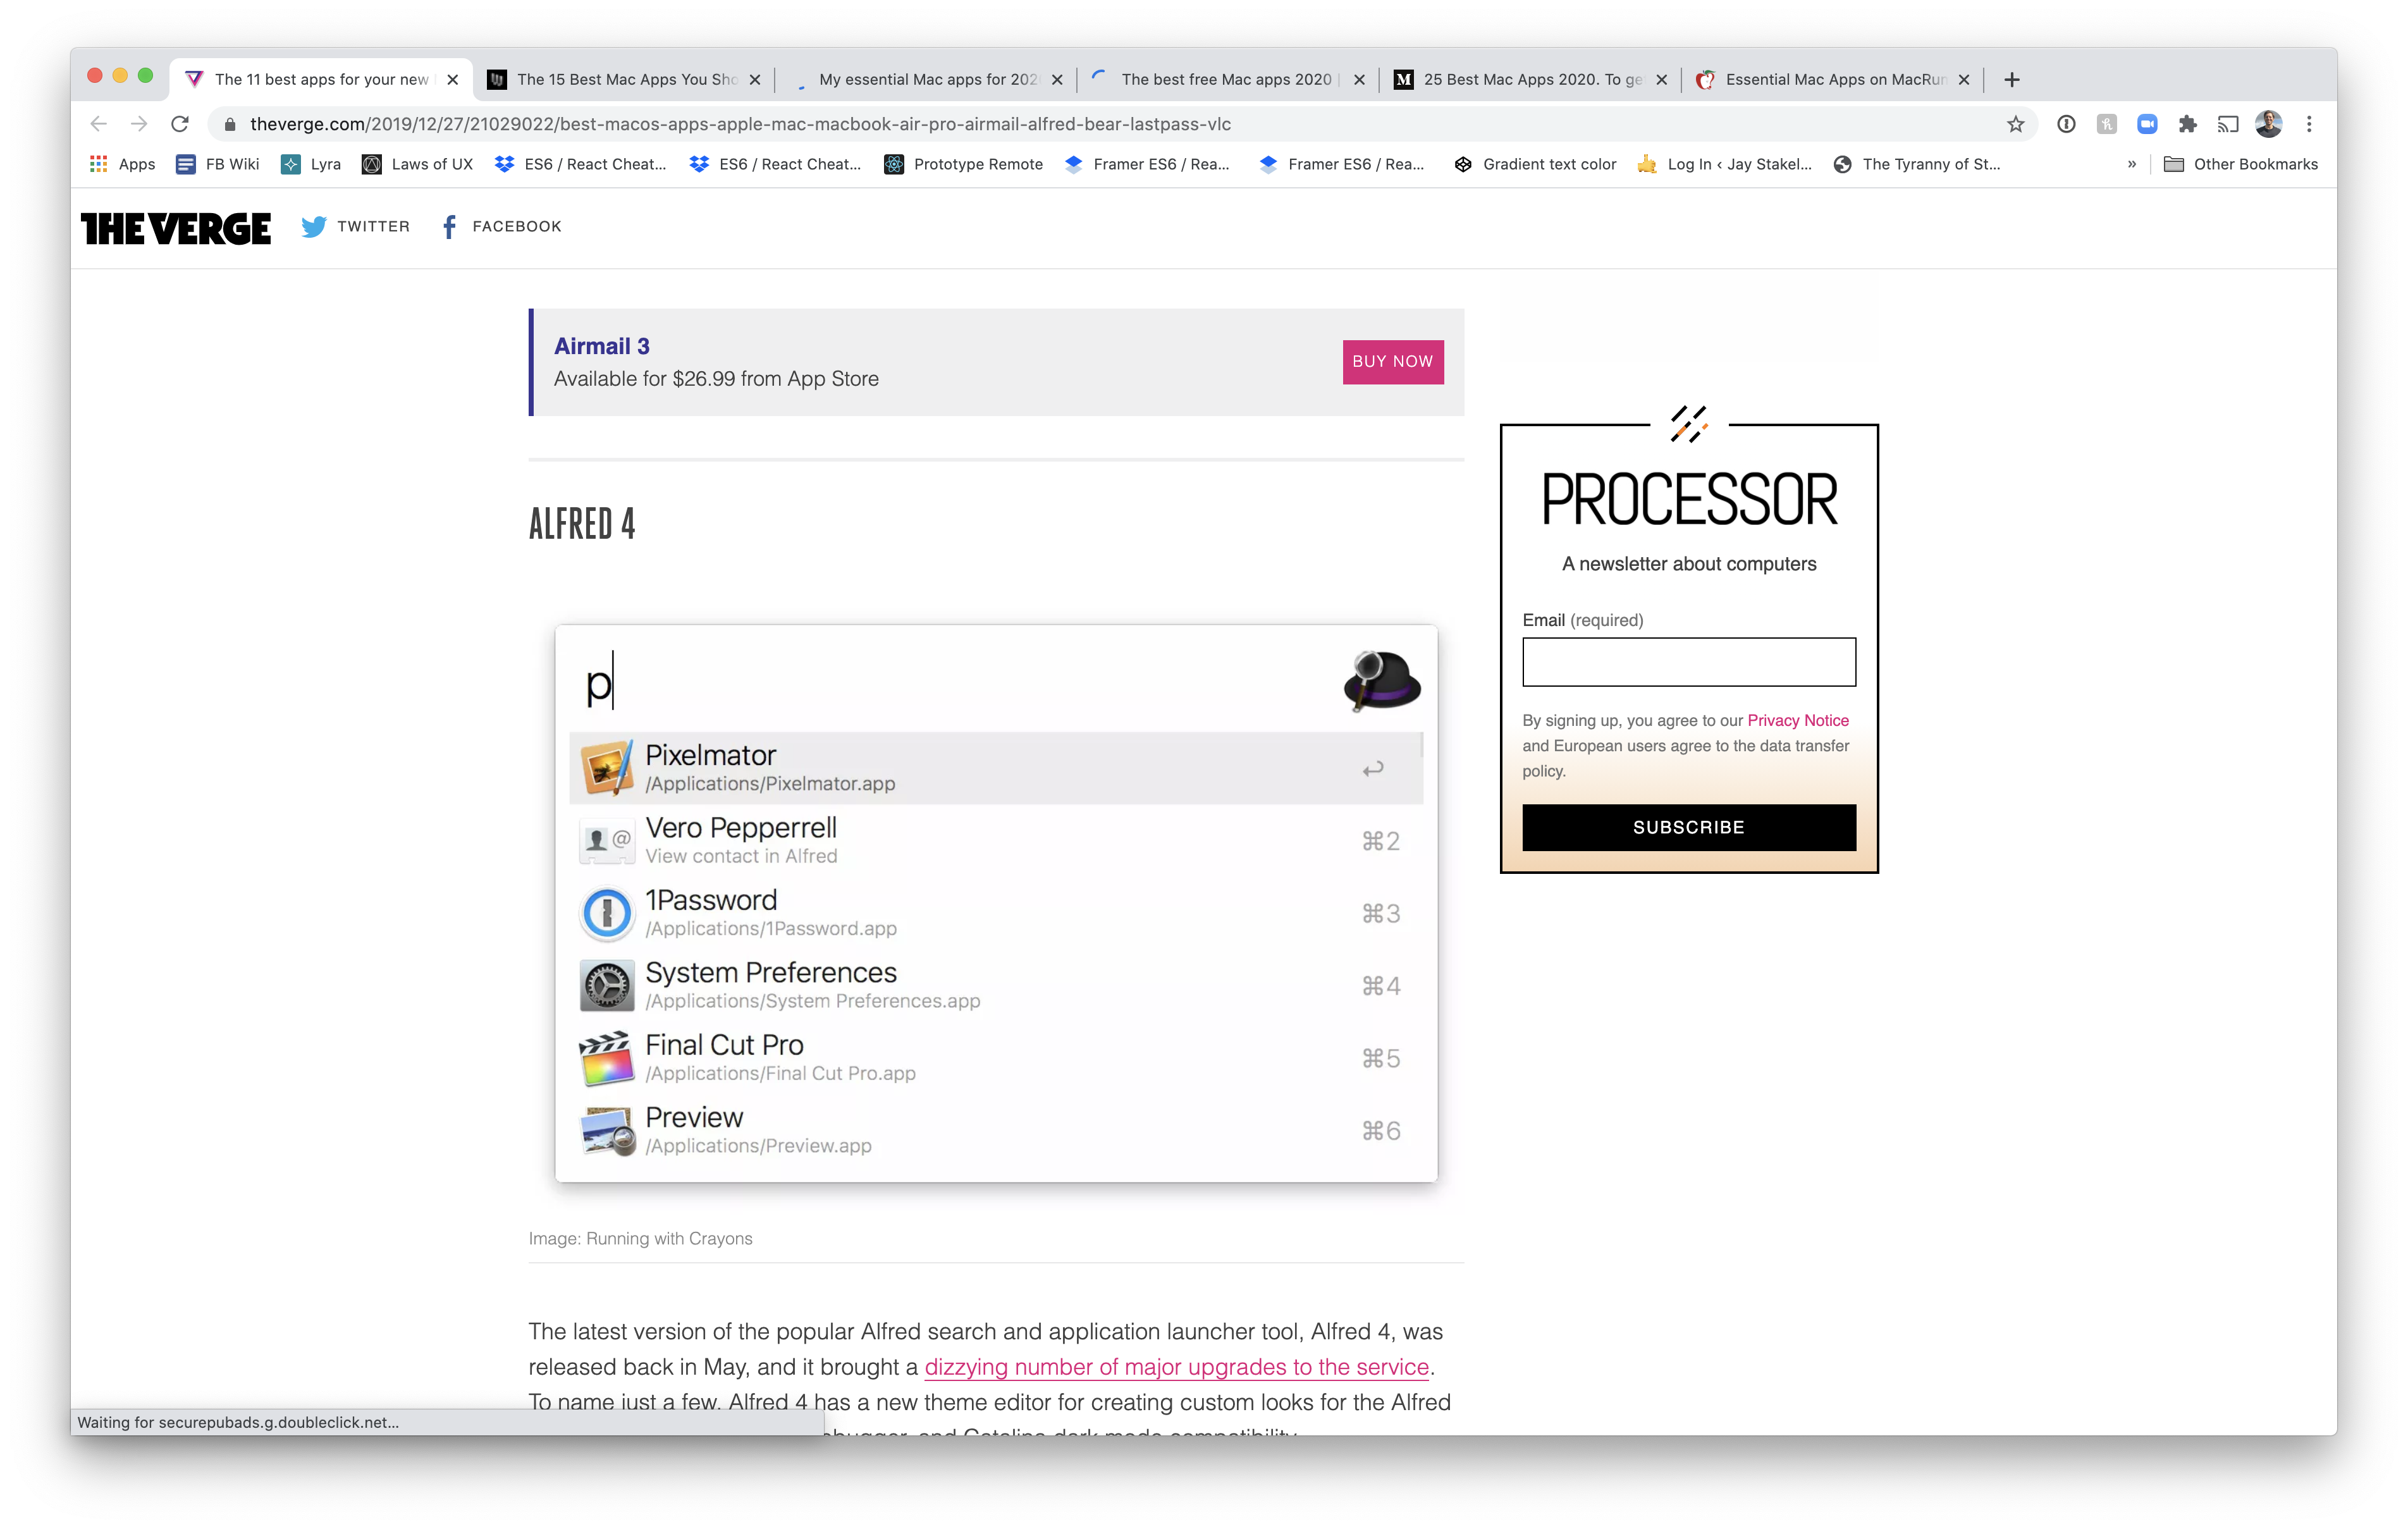 The 11 best apps for your new
The 15 Best Mac Apps You Sho
My essential Mac apps for 202
The best free Mac apps 2020 |
25 Best Mac Apps 2020. To ge
Essential Mac Apps on MacRum
theverge.com/2019/12/27/21029022/best-macos-apps-apple-mac-macbook-air-pro-airmail-alfred-bear-lastpass-vlc
Apps
FB Wiki
Lyra
Laws of UX
ES6 / React Cheat...
ES6 / React Cheat...
Prototype Remote
Framer ES6 / Rea...
Framer ES6 / Rea...
Gradient text color
Log In ‹ Jay Stakel...
The Tyranny of St...
»
Other Bookmarks
THE VERGE
TWITTER
FACEBOOK
Airmail 3
Available for $26.99 from App Store
BUY NOW
ALFRED 4
p
Pixelmator
/Applications/Pixelmator.app
Vero Pepperrell
View contact in Alfred
⌘2
1Password
/Applications/1Password.app
⌘3
System Preferences
/Applications/System Preferences.app
⌘4
Final Cut Pro
/Applications/Final Cut Pro.app
⌘5
Preview
/Applications/Preview.app
⌘6
Image: Running with Crayons
The latest version of the popular Alfred search and application launcher tool, Alfred 4, was
released back in May, and it brought a dizzying number of major upgrades to the service.
To name just a few, Alfred 4 has a new theme editor for creating custom looks for the Alfred
and Catalina dark mode compatibility.
PROCESSOR
A newsletter about computers
Email (required)
By signing up, you agree to our Privacy Notice
and European users agree to the data transfer
policy.
SUBSCRIBE
Waiting for securepubads.g.doubleclick.net...